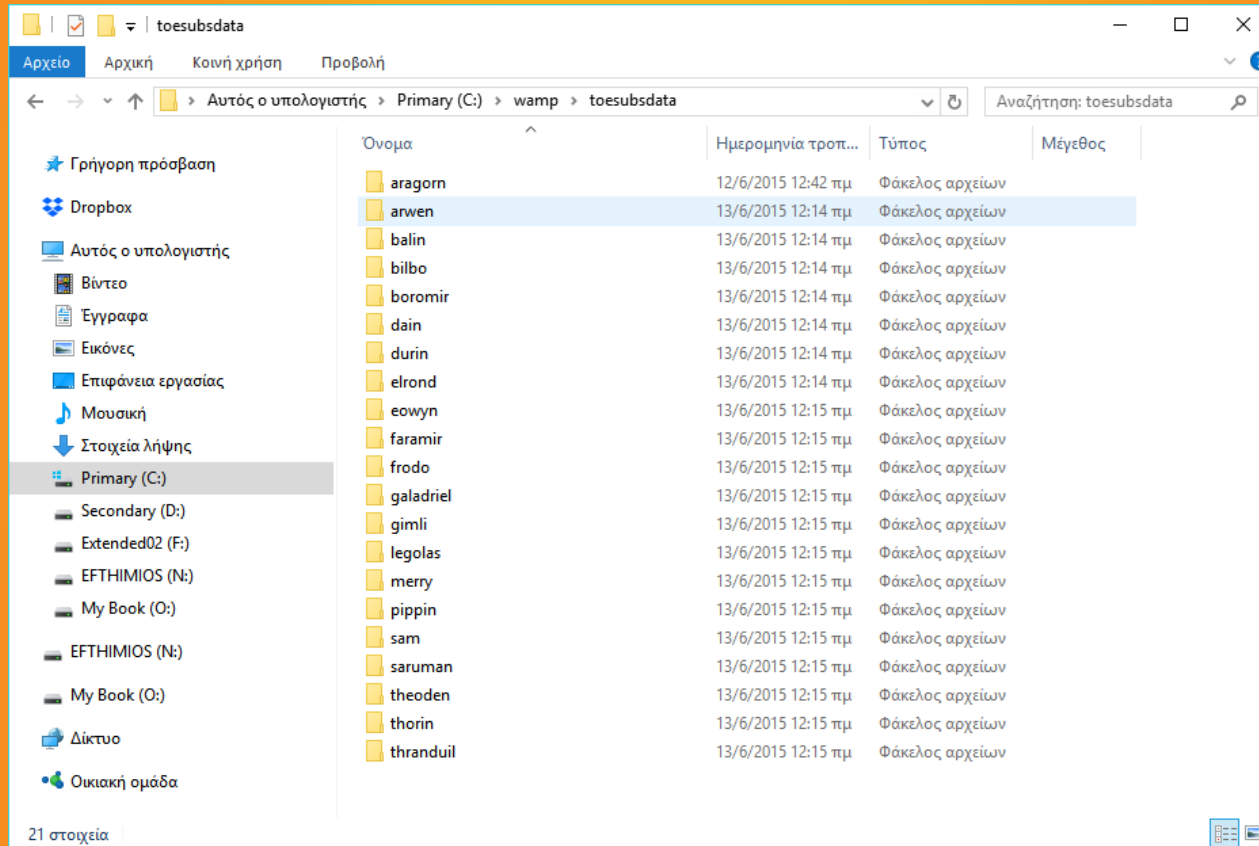 toesubsdata
Αρχείο Αρχική Κοινή χρήση Προβολή
Αυτός ο υπολογιστής Primary (C:) wamp toesubsdata
Αναζήτηση: toesubsdata
Γρήγορη πρόσβαση
Dropbox
Αυτός ο υπολογιστής
Βίντεο
Έγγραφα
Εικόνες
Επιφάνεια εργασίας
Μουσική
Στοιχεία λήψης
Primary (C:)
Secondary (D:)
Extended02 (F:)
EFTHIMIOS (N:)
My Book (O:)
EFTHIMIOS (N:)
My Book (O:)
Δίκτυο
Οικιακή ομάδα
Όνομα Ημερομηνία τροπ... Τύπος Μέγεθος
aragorn 12/6/2015 12:42 πμ Φάκελος αρχείων
arwen 13/6/2015 12:14 πμ Φάκελος αρχείων
balin 13/6/2015 12:14 πμ Φάκελος αρχείων
bilbo 13/6/2015 12:14 πμ Φάκελος αρχείων
boromir 13/6/2015 12:14 πμ Φάκελος αρχείων
dain 13/6/2015 12:14 πμ Φάκελος αρχείων
durin 13/6/2015 12:14 πμ Φάκελος αρχείων
elrond 13/6/2015 12:14 πμ Φάκελος αρχείων
eowyn 13/6/2015 12:15 πμ Φάκελος αρχείων
faramir 13/6/2015 12:15 πμ Φάκελος αρχείων
frodo 13/6/2015 12:15 πμ Φάκελος αρχείων
galadriel 13/6/2015 12:15 πμ Φάκελος αρχείων
gimli 13/6/2015 12:15 πμ Φάκελος αρχείων
legolas 13/6/2015 12:15 πμ Φάκελος αρχείων
merry 13/6/2015 12:15 πμ Φάκελος αρχείων
pippin 13/6/2015 12:15 πμ Φάκελος αρχείων
sam 13/6/2015 12:15 πμ Φάκελος αρχείων
saruman 13/6/2015 12:15 πμ Φάκελος αρχείων
theoden 13/6/2015 12:15 πμ Φάκελος αρχείων
thorin 13/6/2015 12:15 πμ Φάκελος αρχείων
thranduil 13/6/2015 12:15 πμ Φάκελος αρχείων
21 στοιχεία